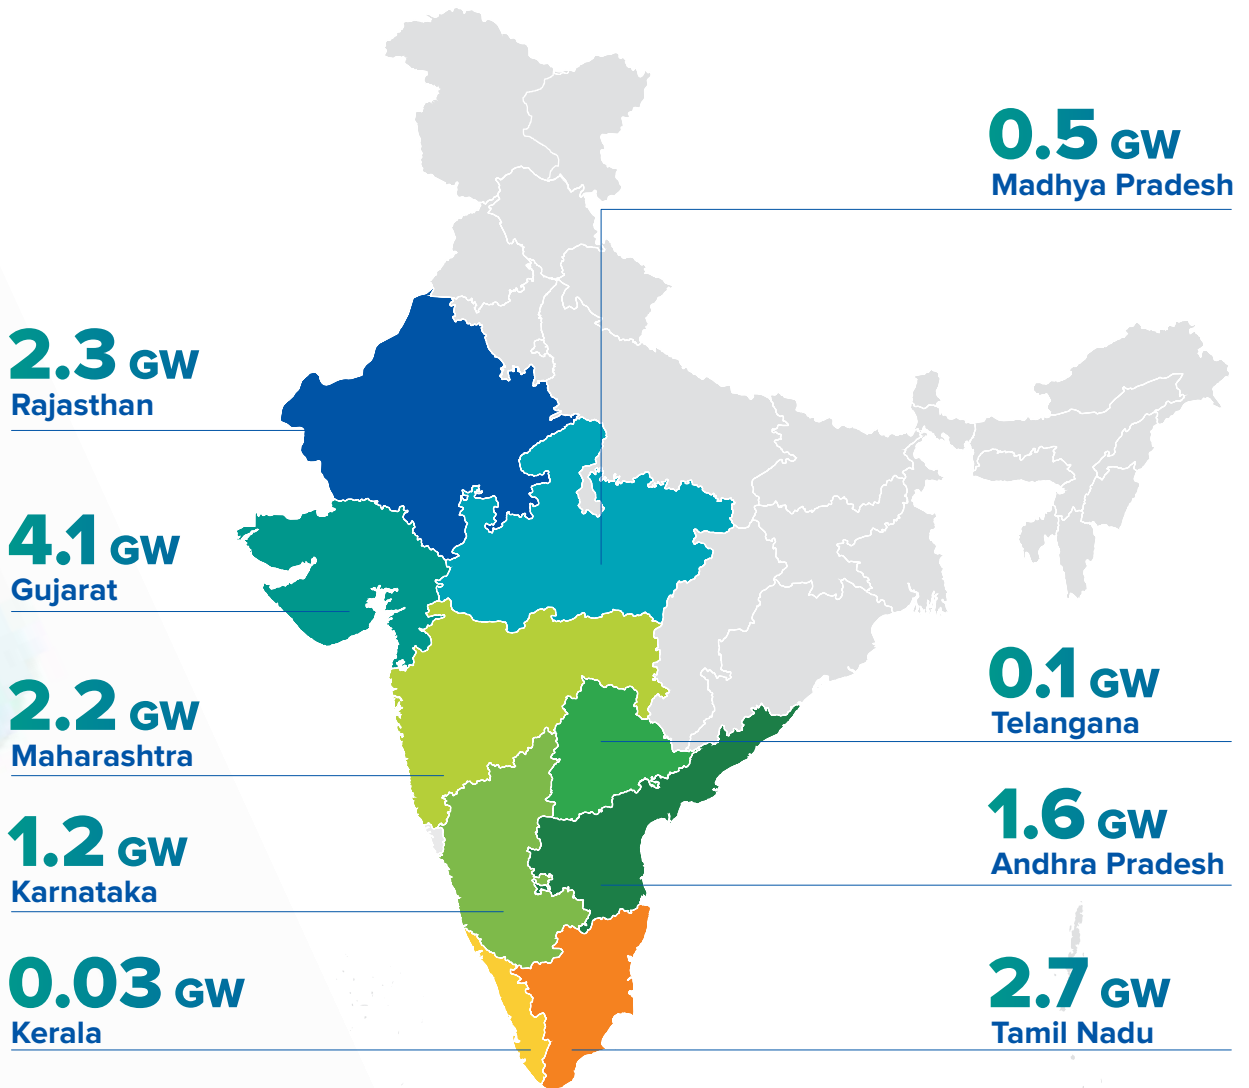 0.5 GW
Madhya Pradesh
2.3 GW
Rajasthan
4.1 GW
Gujarat
2.2 GW
Maharashtra
0.1 GW
Telangana
1.2 GW
Karnataka
1.6 GW
Andhra Pradesh
0.03 GW
Kerala
2.7 GW
Tamil Nadu